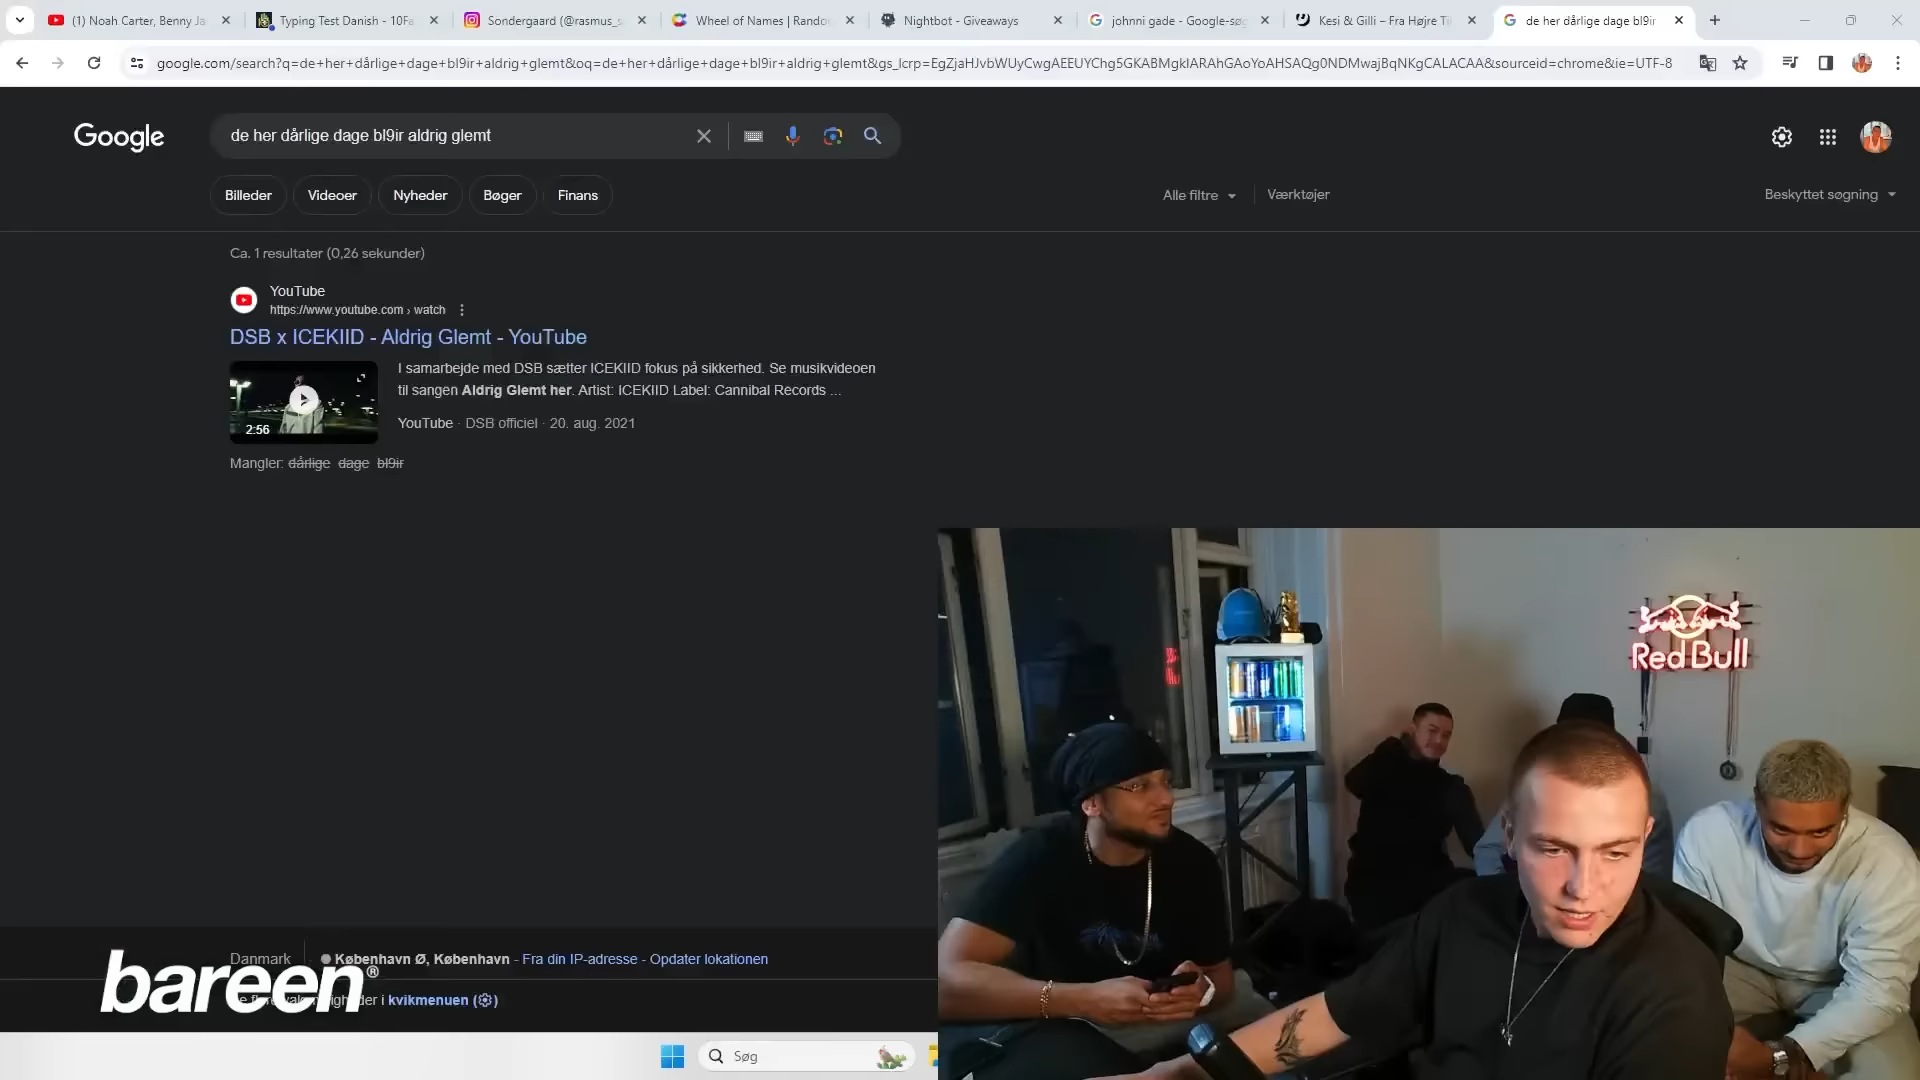 (1) Noah Carter, Benny Ja
Typing Test Danish - 10Fa
Sondergaard (@rasmus_s
Wheel of Names | Rando
Nightbot - Giveaways
johnni gade - Google-søg
Kesi & Gilli – Fra Højre Ti
de her dårlige dage bl9ir
google.com/search?q=de+her+dårlige+dage+bl9ir+aldrig+glemt&oq=de+her+dårlige+dage+bl9ir+aldrig+glemt&gs_lcrp=EgZjaHJvbWUyCwgAEEUYChg5GKABMgkIARAhGAoYoAHSAQg0NDMwajBqNKgCALACAA&sourceid=chrome&ie=UTF-8
Google
de her dårlige dage bl9ir aldrig glemt
Billeder
Videoer
Nyheder
Bøger
Finans
Alle filtre
Værktøjer
Beskyttet søgning
Ca. 1 resultater (0,26 sekunder)
YouTube
https://www.youtube.com › watch
DSB x ICEKIID - Aldrig Glemt - YouTube
2:56
I samarbejde med DSB sætter ICEKIID fokus på sikkerhed. Se musikvideoen
til sangen Aldrig Glemt her. Artist: ICEKIID Label: Cannibal Records ...
YouTube · DSB officiel · 20. aug. 2021
Mangler: dårlige dage bl9ir
Red Bull
Danmark
København Ø, København - Fra din IP-adresse - Opdater lokationen
bareen®
i kvikmenuen
Søg